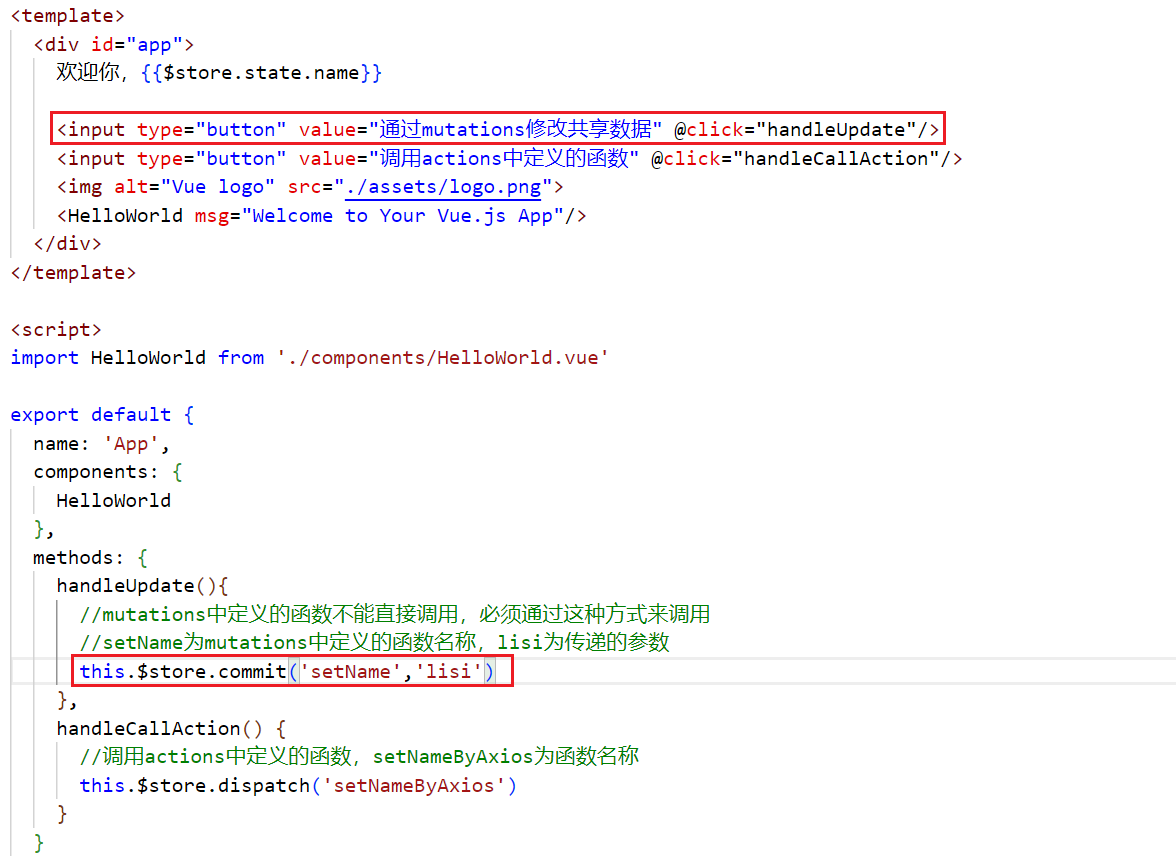 <template>
<div id="app">
欢迎你，{{$store.state.name}}
<input type="button" value="通过mutations修改共享数据" @click="handleUpdate"/>
<input type="button" value="调用actions中定义的函数" @click="handleCallAction"/>
<img alt="Vue logo" src="./assets/logo.png">
<HelloWorld msg="Welcome to Your Vue.js App"/>
</div>
</template>
<script>
import HelloWorld from './components/HelloWorld.vue'
export default {
name: 'App',
components: {
HelloWorld
},
methods: {
handleUpdate(){
//mutations中定义的函数不能直接调用，必须通过这种方式来调用
//setName为mutations中定义的函数名称，lisi为传递的参数
this.$store.commit('setName','lisi')
},
handleCallAction() {
//调用actions中定义的函数，setNameByAxios为函数名称
this.$store.dispatch('setNameByAxios')
}
}